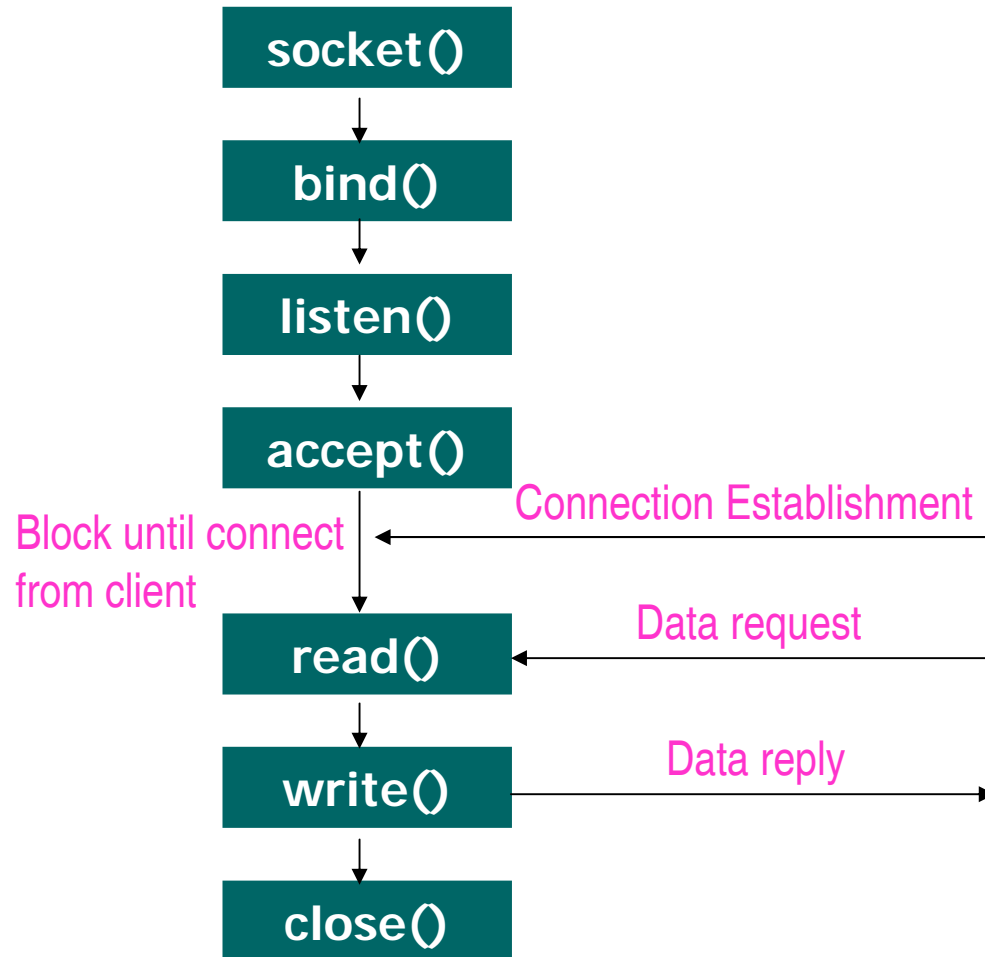 socket()
bind()
listen()
accept()
Connection Establishment
Block until connect
from client
Data request
read()
Data reply
write()
close()